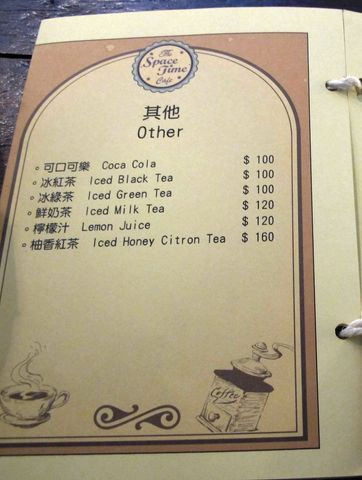 The
Space
Time
Cafe
其他
Other
可口可樂 Coca Cola $ 100
冰紅茶 Iced Black Tea $ 100
冰綠茶 Iced Green Tea $ 100
鮮奶茶 Iced Milk Tea $ 120
檸檬汁 Lemon Juice $ 120
柚香紅茶 Iced Honey Citron Tea $ 160
Coffee